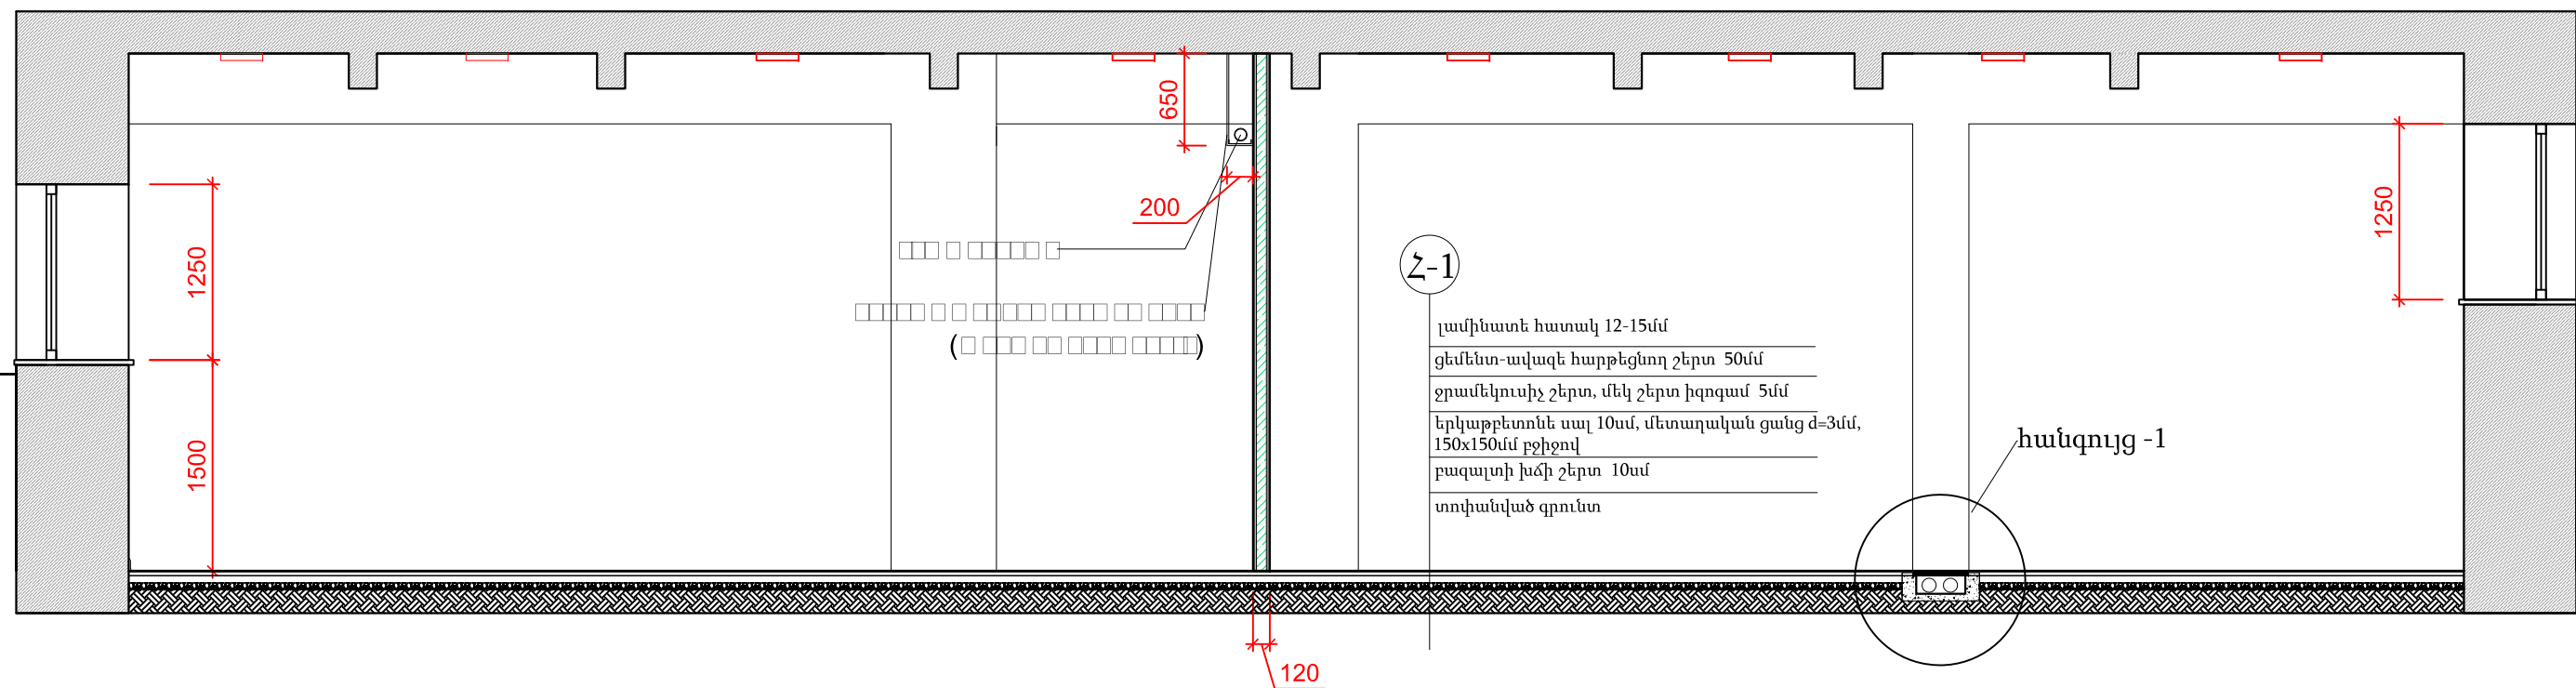 650
200
1250
1250
1500
Հ-1
լամինատե հատակ 12-15մմ
ցեմենտ-ավազե հարթեցնող շերտ 50մմ
ջրամեկուսիչ շերտ, մեկ շերտ իզոգամ 5մմ
երկաթբետոնե սալ 10սմ, մետաղական ցանց d=3մմ,
150x150մմ բջիջով
բազալտի խճի շերտ 10սմ
տոփանված գրունտ
հանգույց -1
120